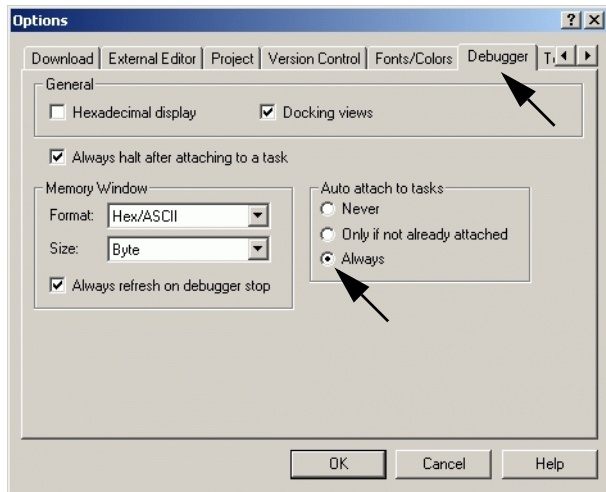 Options
Download External Editor Project Version Control Fonts/Colors Debugger
General
Hexadecimal display Docking views
Always halt after attaching to a task
Memory Window
Format: Hex/ASCII
Size: Byte
Always refresh on debugger stop
Auto attach to tasks
Never
Only if not already attached
Always
OK Cancel Help